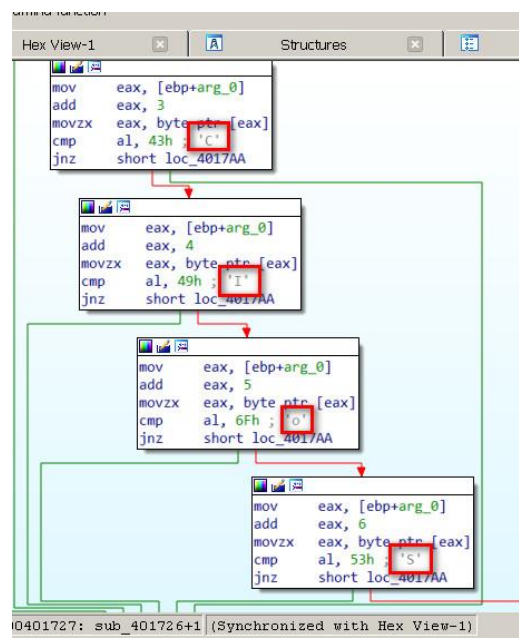 Hex View-1 Structures
mov eax, [ebp+arg_0]
add eax, 3
movzx eax, byte ptr [eax]
cmp al, 43h ; 'C'
jnz short loc_4017AA
mov eax, [ebp+arg_0]
add eax, 4
movzx eax, byte ptr [eax]
cmp al, 49h ; 'I'
jnz short loc_4017AA
mov eax, [ebp+arg_0]
add eax, 5
movzx eax, byte ptr [eax]
cmp al, 6Fh ; 'o'
jnz short loc_4017AA
mov eax, [ebp+arg_0]
add eax, 6
movzx eax, byte ptr [eax]
cmp al, 53h ; 'S'
jnz short loc_4017AA
00401727: sub_401726+1 (Synchronized with Hex View-1)